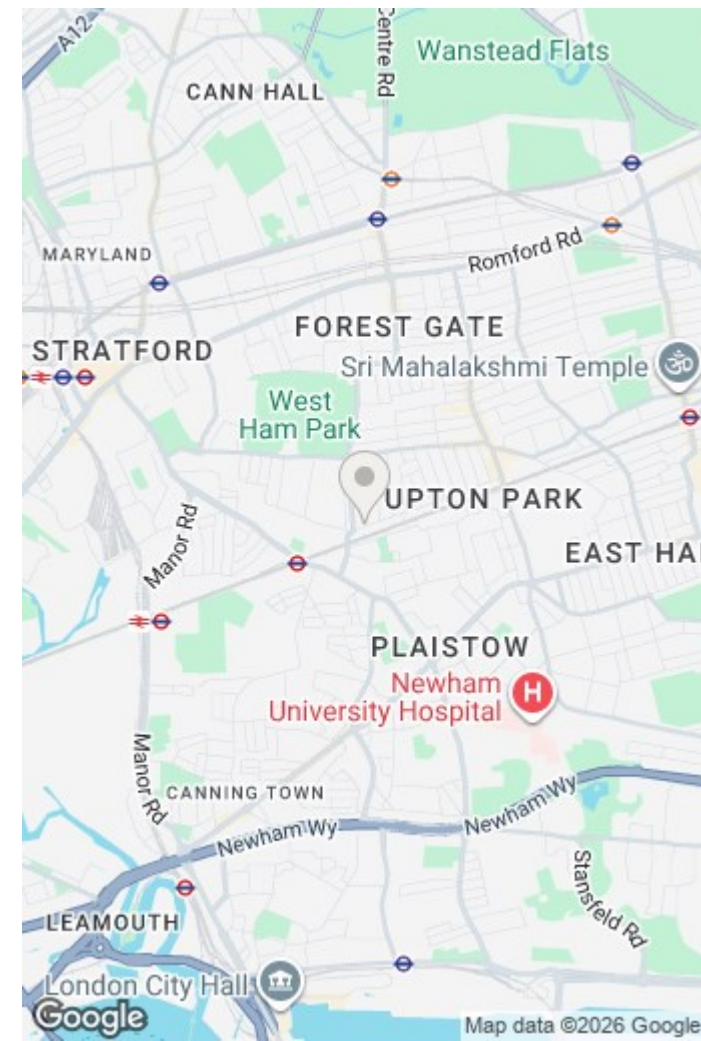 A12
Centre Rd
Wanstead Flats
CANN HALL
MARYLAND
Romford Rd
FOREST GATE
STRATFORD
Sri Mahalakshmi Temple
West
Ham Park
UPTON PARK
Manor Rd
EAST HA
PLAISTOW
Newham
University Hospital
H
Manor Rd
CANNING TOWN
Newham Wy
Newham Wy
Stansfeld Rd
LEAMOUTH
London City Hall
Google
Map data ©2026 Google